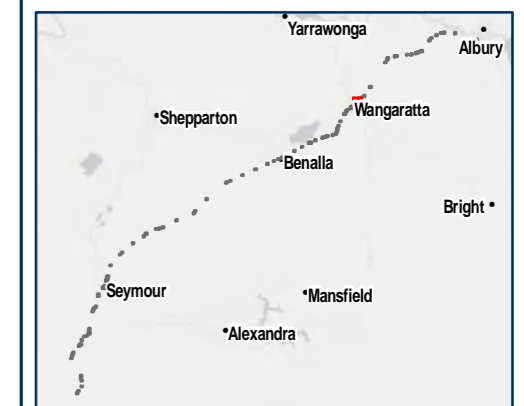 Yarrawonga
Albury
Wangaratta
Shepparton
Benalla
Bright
Seymour
Mansfield
Alexandra